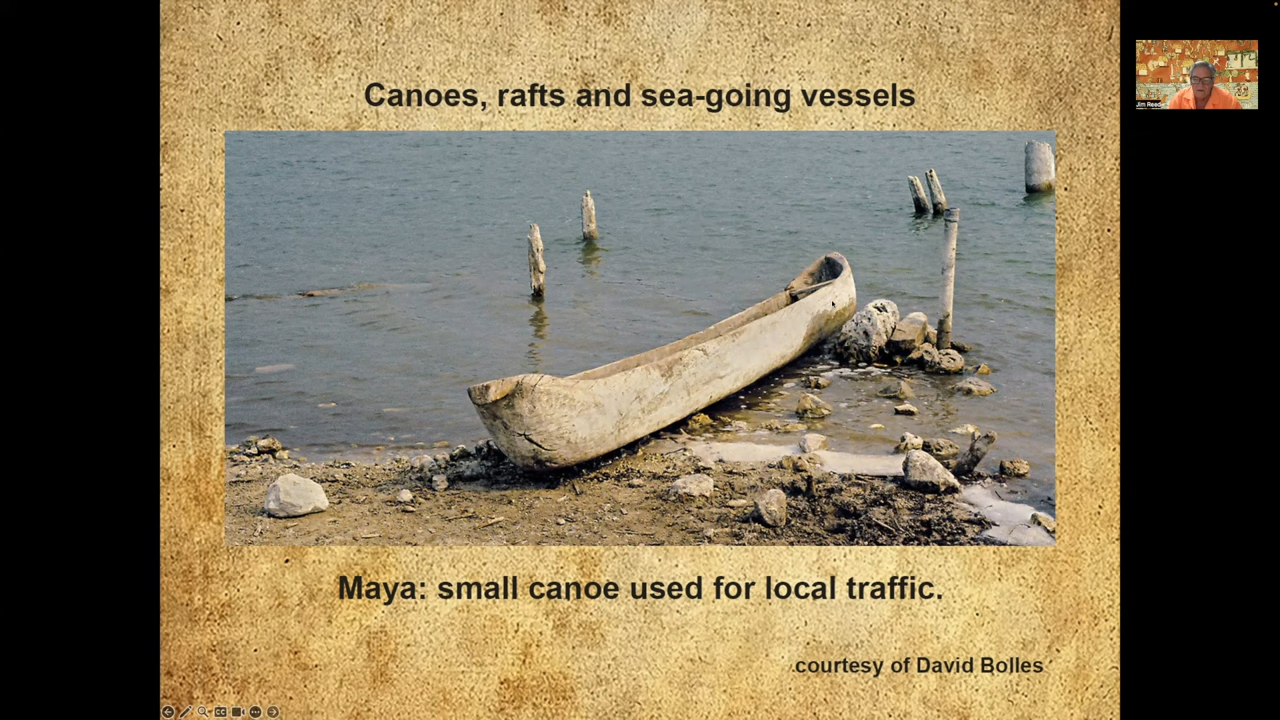 Canoes, rafts and sea-going vessels
Jim Reed
Maya: small canoe used for local traffic.
courtesy of David Bolles
CC